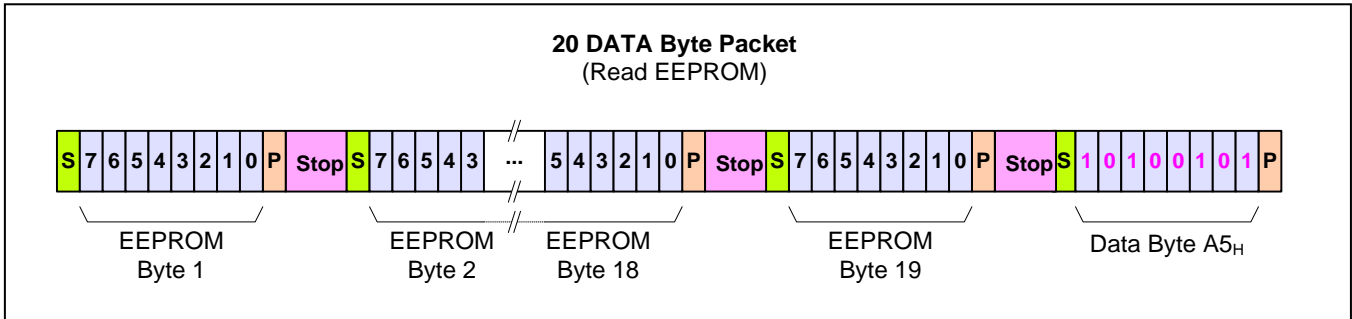 20 DATA Byte Packet
(Read EEPROM)
S 7 6 5 4 3 2 1 0 P Stop S 7 6 5 4 3 ... 5 4 3 2 1 0 P Stop S 7 6 5 4 3 2 1 0 P Stop S 1 0 1 0 0 1 0 1 P
EEPROM EEPROM EEPROM EEPROM Data Byte A5H
Byte 1 Byte 2 Byte 18 Byte 19